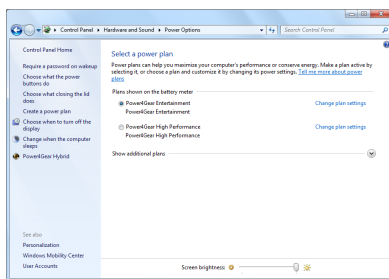 Control Panel ▸ Hardware and Sound ▸ Power Options
Search Control Panel
Control Panel Home
Require a password on wakeup
Choose what the power
buttons do
Choose what closing the lid
does
Create a power plan
Choose when to turn off the
display
Change when the computer
sleeps
Power4Gear Hybrid
See also
Personalization
Windows Mobility Center
User Accounts
Select a power plan
Power plans can help you maximize your computer's performance or conserve energy. Make a plan active by
selecting it, or choose a plan and customize it by changing its power settings. Tell me more about power
plans
Plans shown on the battery meter
Power4Gear Entertainment
Change plan settings
Power4Gear Entertainment
Power4Gear High Performance
Change plan settings
Power4Gear High Performance
Show additional plans
Screen brightness: